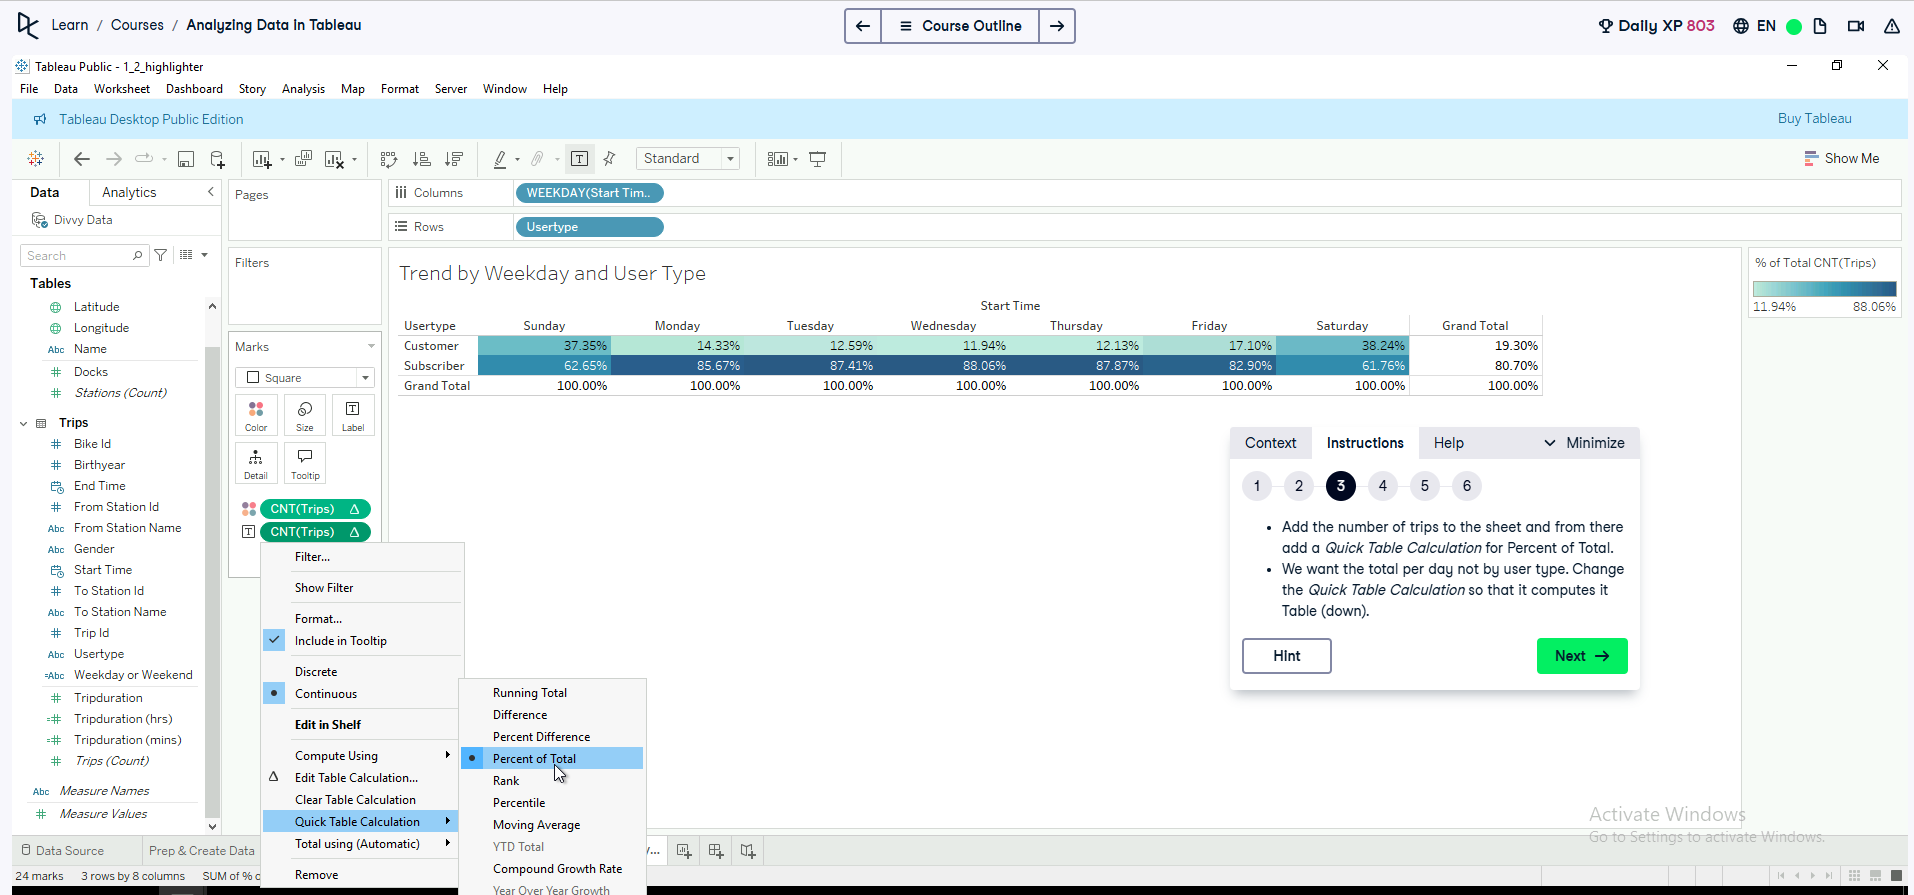 Learn / Courses / Analyzing Data in Tableau
Course Outline
Daily XP 803
EN
Tableau Public - 1_2_highlighter
File Data Worksheet Dashboard Story Analysis Map Format Server Window Help
Tableau Desktop Public Edition
Buy Tableau
Standard
Show Me
Data
Analytics
Divvy Data
Search
Tables
Latitude
Longitude
Abc Name
Docks
Stations (Count)
Trips
Bike Id
Birthyear
End Time
From Station Id
Abc From Station Name
Abc Gender
Start Time
To Station Id
Abc To Station Name
Trip Id
Abc Usertype
=Abc Weekday or Weekend
Tripduration
Tripduration (hrs)
Tripduration (mins)
Trips (Count)
Abc Measure Names
Measure Values
Pages
Filters
Marks
Square
Color
Size
Label
Detail
Tooltip
CNT(Trips)
CNT(Trips)
Columns
WEEKDAY(Start Tim..
Rows
Usertype
Trend by Weekday and User Type
Start Time
Usertype Sunday Monday Tuesday Wednesday Thursday Friday Saturday Grand Total
Customer 37.35% 14.33% 12.59% 11.94% 12.13% 17.10% 38.24% 19.30%
Subscriber 62.65% 85.67% 87.41% 88.06% 87.87% 82.90% 61.76% 80.70%
Grand Total 100.00% 100.00% 100.00% 100.00% 100.00% 100.00% 100.00% 100.00%
% of Total CNT(Trips)
11.94% 88.06%
Filter...
Show Filter
Format...
Include in Tooltip
Discrete
Continuous
Edit in Shelf
Compute Using
Edit Table Calculation...
Clear Table Calculation
Quick Table Calculation
Total using (Automatic)
Remove
Running Total
Difference
Percent Difference
Percent of Total
Rank
Percentile
Moving Average
YTD Total
Compound Growth Rate
Year Over Year Growth
Context
Instructions
Help
Minimize
1 2 3 4 5 6
• Add the number of trips to the sheet and from there
add a Quick Table Calculation for Percent of Total.
• We want the total per day not by user type. Change
the Quick Table Calculation so that it computes it
Table (down).
Hint
Next
Activate Windows
Go to Settings to activate Windows.
Data Source
Prep & Create Data
24 marks 3 rows by 8 columns SUM of % o